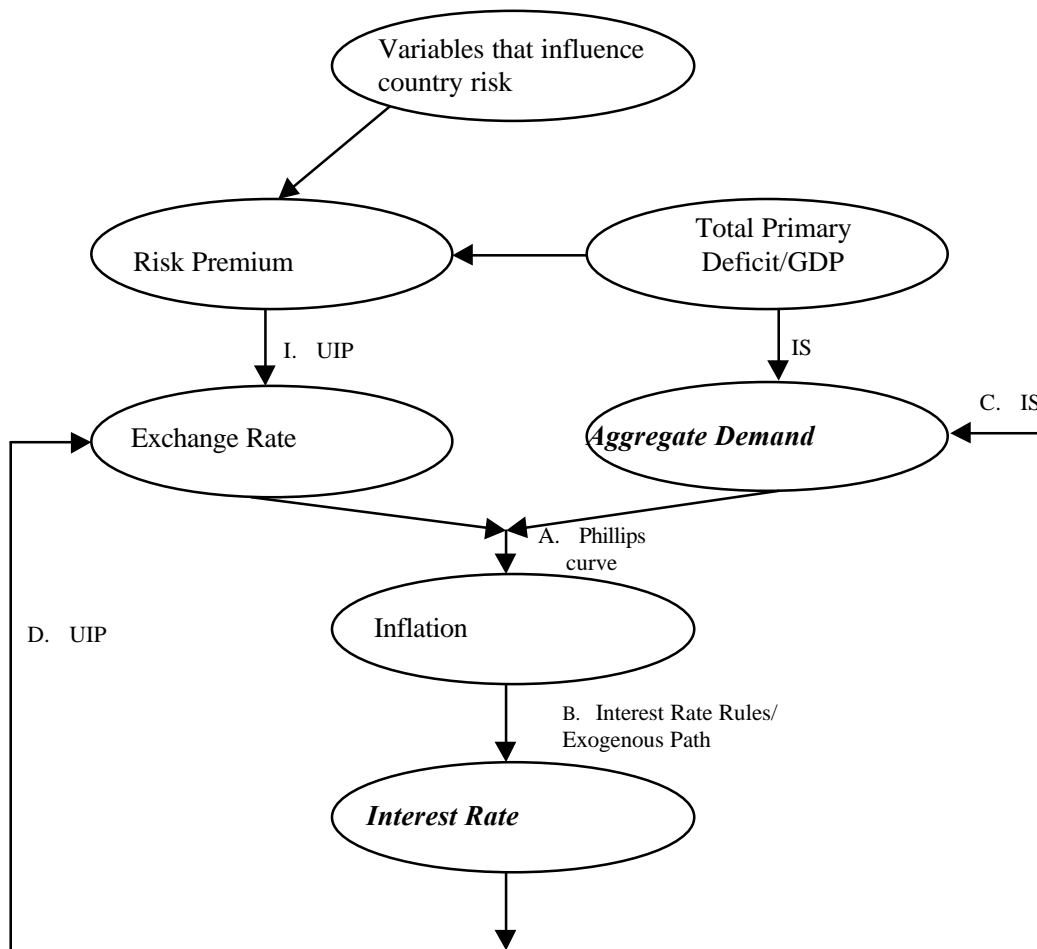 Variables that influence
country risk
Risk Premium
Total Primary
Deficit/GDP
I. UIP
IS
Exchange Rate
Aggregate Demand
C. IS
A. Phillips
curve
Inflation
D. UIP
B. Interest Rate Rules/
Exogenous Path
Interest Rate